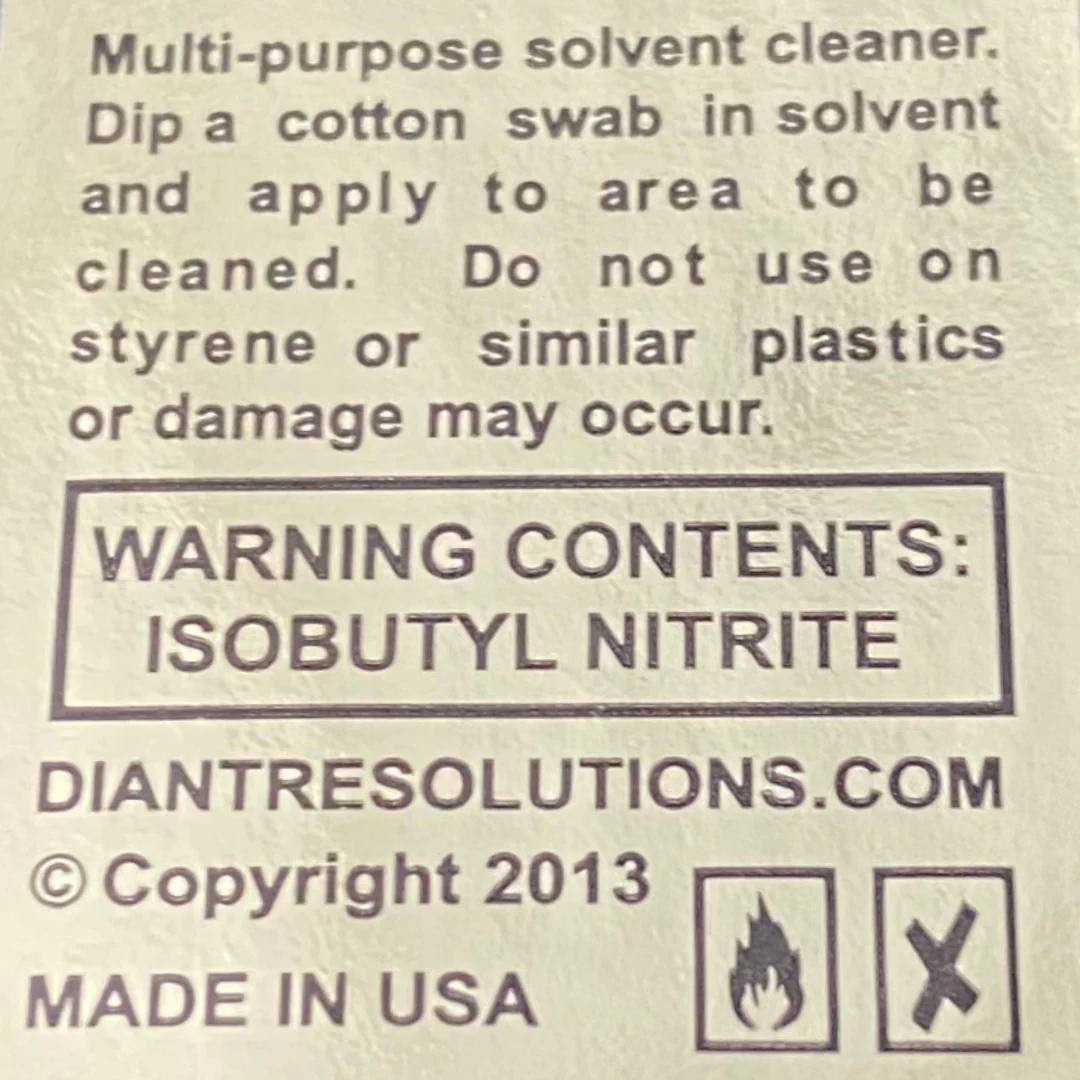 Multi-purpose solvent cleaner.
Dip a cotton swab in solvent
and apply to area to be
cleaned. Do not use on
styrene or similar plastics
or damage may occur.
WARNING CONTENTS:
ISOBUTYL NITRITE
DIANTRESOLUTIONS.COM
© Copyright 2013
MADE IN USA